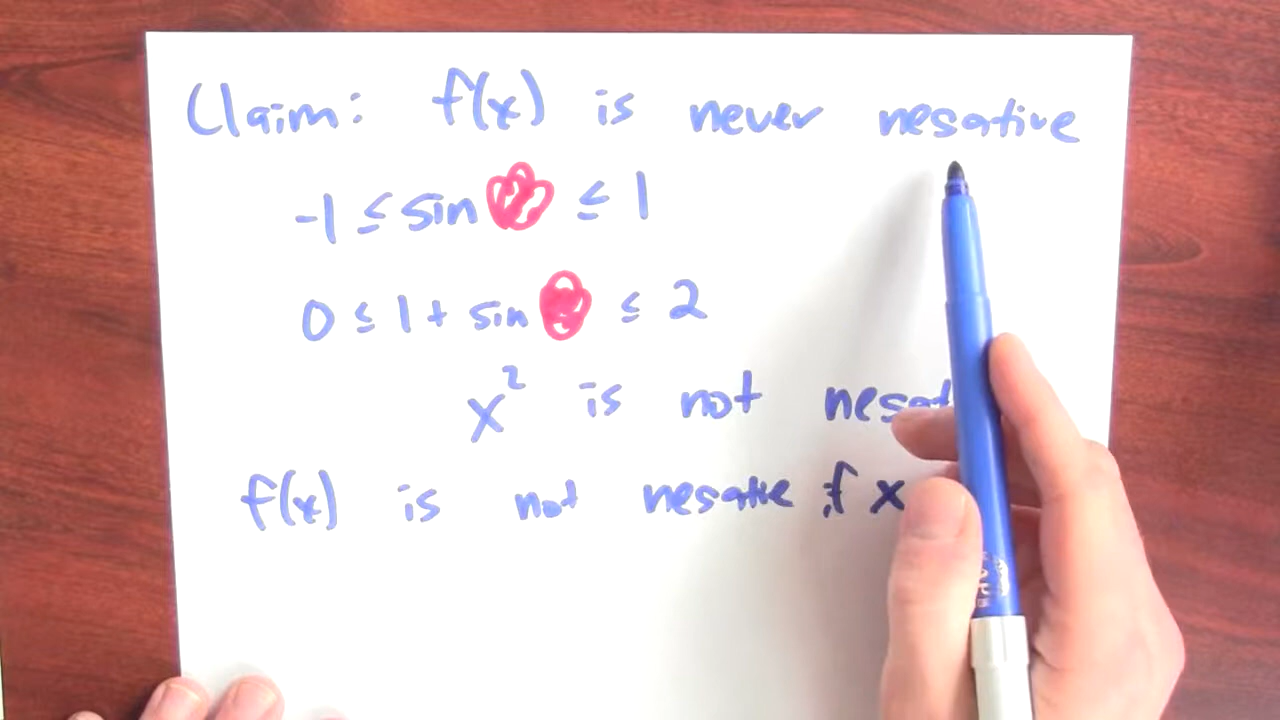 Claim: f(x) is never negative
-1 ≤ sin ≤ 1
0 ≤ 1 + sin ≤ 2
x² is not
f(x) is not negative if x